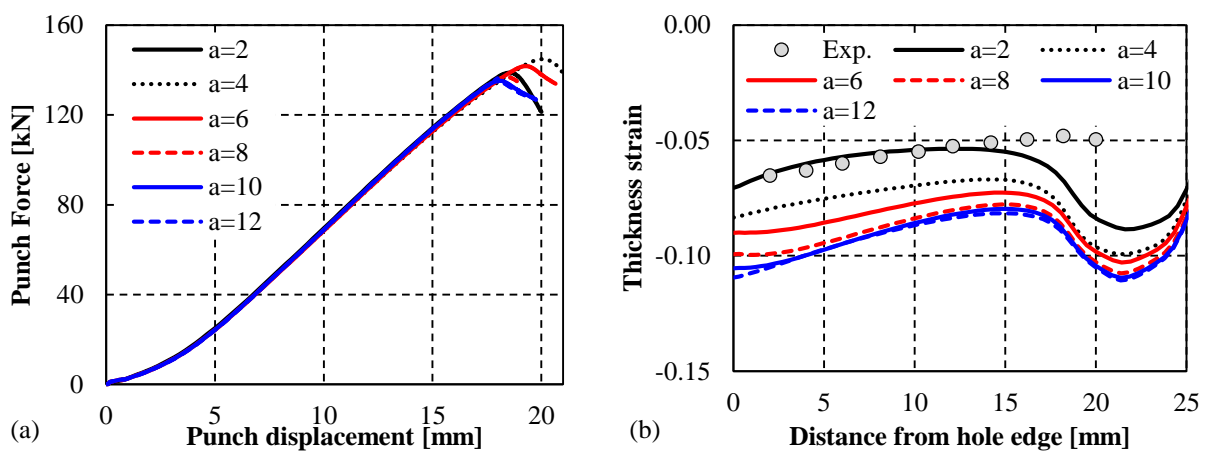 160
120
80
40
0
Punch Force [kN]
a=2
a=4
a=6
a=8
a=10
a=12
0 5 10 15 20
(a) Punch displacement [mm]
0.00
-0.05
-0.10
-0.15
Thickness strain
Exp. a=2 a=4
a=6 a=8 a=10
a=12
0 5 10 15 20 25
(b) Distance from hole edge [mm]